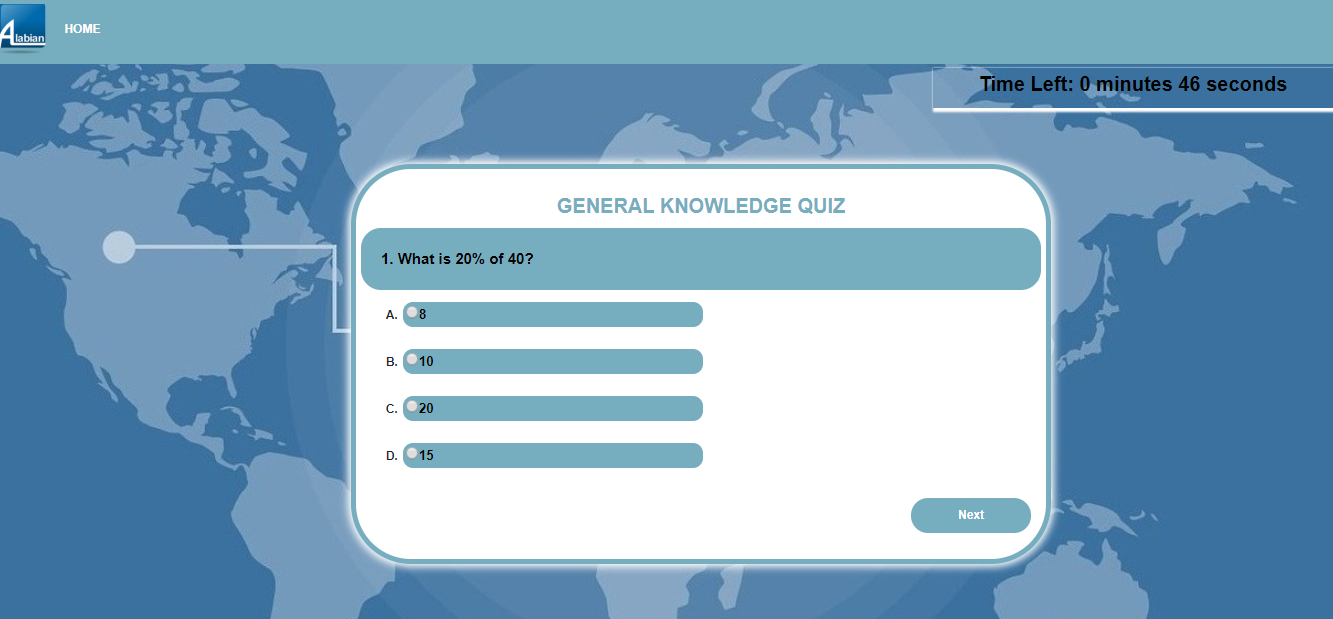 Alabian
HOME
Time Left: 0 minutes 46 seconds
GENERAL KNOWLEDGE QUIZ
1. What is 20% of 40?
A. 8
B. 10
C. 20
D. 15
Next